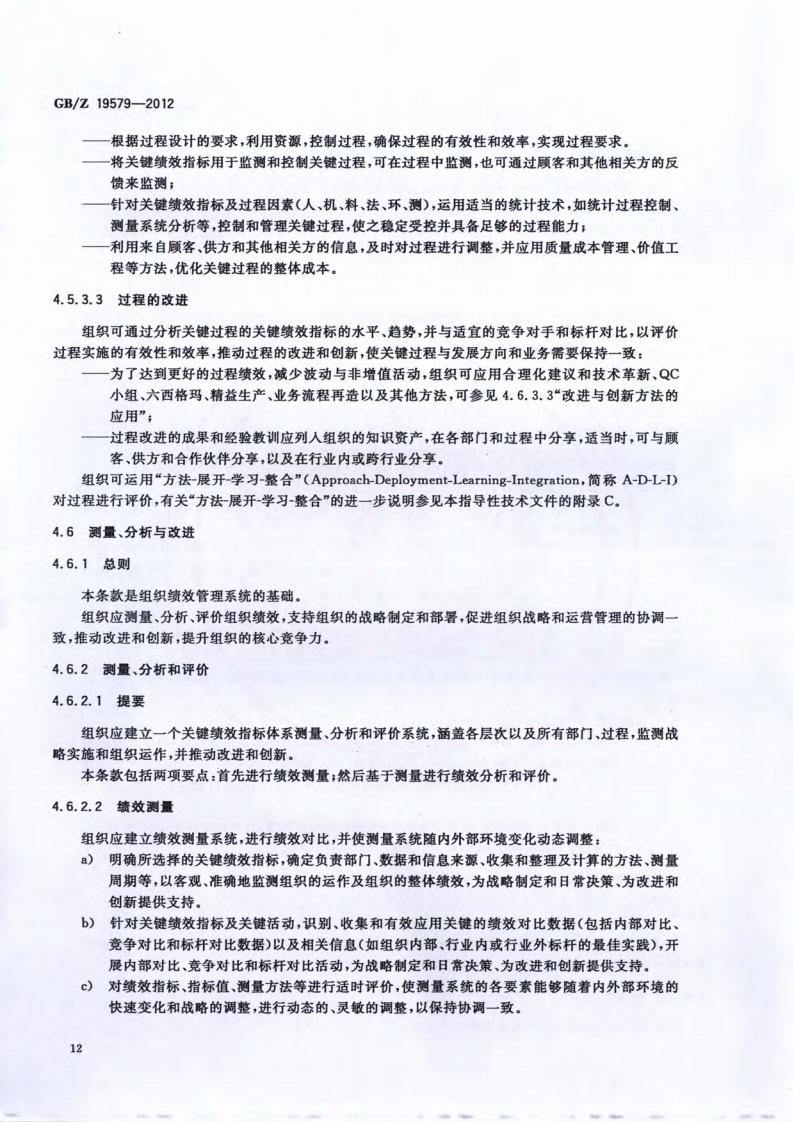 GB/Z 19579—2012
——根据过程设计的要求,利用资源,控制过程,确保过程的有效性和效率,实现过程要求。
——将关键绩效指标用于监测和控制关键过程,可在过程中监测,也可通过顾客和其他相关方的反
馈来监测;
——针对关键绩效指标及过程因素(人、机、料、法、环、测),运用适当的统计技术,如统计过程控制、
测量系统分析等,控制和管理关键过程,使之稳定受控并具备足够的过程能力;
——利用来自顾客、供方和其他相关方的信息,及时对过程进行调整,并应用质量成本管理、价值工
程等方法,优化关键过程的整体成本。
4.5.3.3 过程的改进
组织可通过分析关键过程的关键绩效指标的水平、趋势,并与适宜的竞争对手和标杆对比,以评价
过程实施的有效性和效率,推动过程的改进和创新,使关键过程与发展方向和业务需要保持一致:
——为了达到更好的过程绩效,减少波动与非增值活动,组织可应用合理化建议和技术革新、QC
小组、六西格玛、精益生产、业务流程再造以及其他方法,可参见 4.6.3.3“改进与创新方法的
应用”;
——过程改进的成果和经验教训应列入组织的知识资产,在各部门和过程中分享,适当时,可与顾
客、供方和合作伙伴分享,以及在行业内或跨行业分享。
组织可运用“方法-展开-学习-整合”(Approach-Deployment-Learning-Integration,简称 A-D-L-I)
对过程进行评价,有关“方法-展开-学习-整合”的进一步说明参见本指导性技术文件的附录 C。
4.6 测量、分析与改进
4.6.1 总则
本条款是组织绩效管理系统的基础。
组织应测量、分析、评价组织绩效,支持组织的战略制定和部署,促进组织战略和运营管理的协调一
致,推动改进和创新,提升组织的核心竞争力。
4.6.2 测量、分析和评价
4.6.2.1 提要
组织应建立一个关键绩效指标体系测量、分析和评价系统,涵盖各层次以及所有部门、过程,监测战
略实施和组织运作,并推动改进和创新。
本条款包括两项要点:首先进行绩效测量;然后基于测量进行绩效分析和评价。
4.6.2.2 绩效测量
组织应建立绩效测量系统,进行绩效对比,并使测量系统随内外部环境变化动态调整:
a) 明确所选择的关键绩效指标,确定负责部门、数据和信息来源、收集和整理及计算的方法、测量
周期等,以客观、准确地监测组织的运作及组织的整体绩效,为战略制定和日常决策、为改进和
创新提供支持。
b) 针对关键绩效指标及关键活动,识别、收集和有效应用关键的绩效对比数据(包括内部对比、
竞争对比和标杆对比数据)以及相关信息(如组织内部、行业内或行业外标杆的最佳实践),开
展内部对比、竞争对比和标杆对比活动,为战略制定和日常决策、为改进和创新提供支持。
c) 对绩效指标、指标值、测量方法等进行适时评价,使测量系统的各要素能够随着内外部环境的
快速变化和战略的调整,进行动态的、灵敏的调整,以保持协调一致。
12